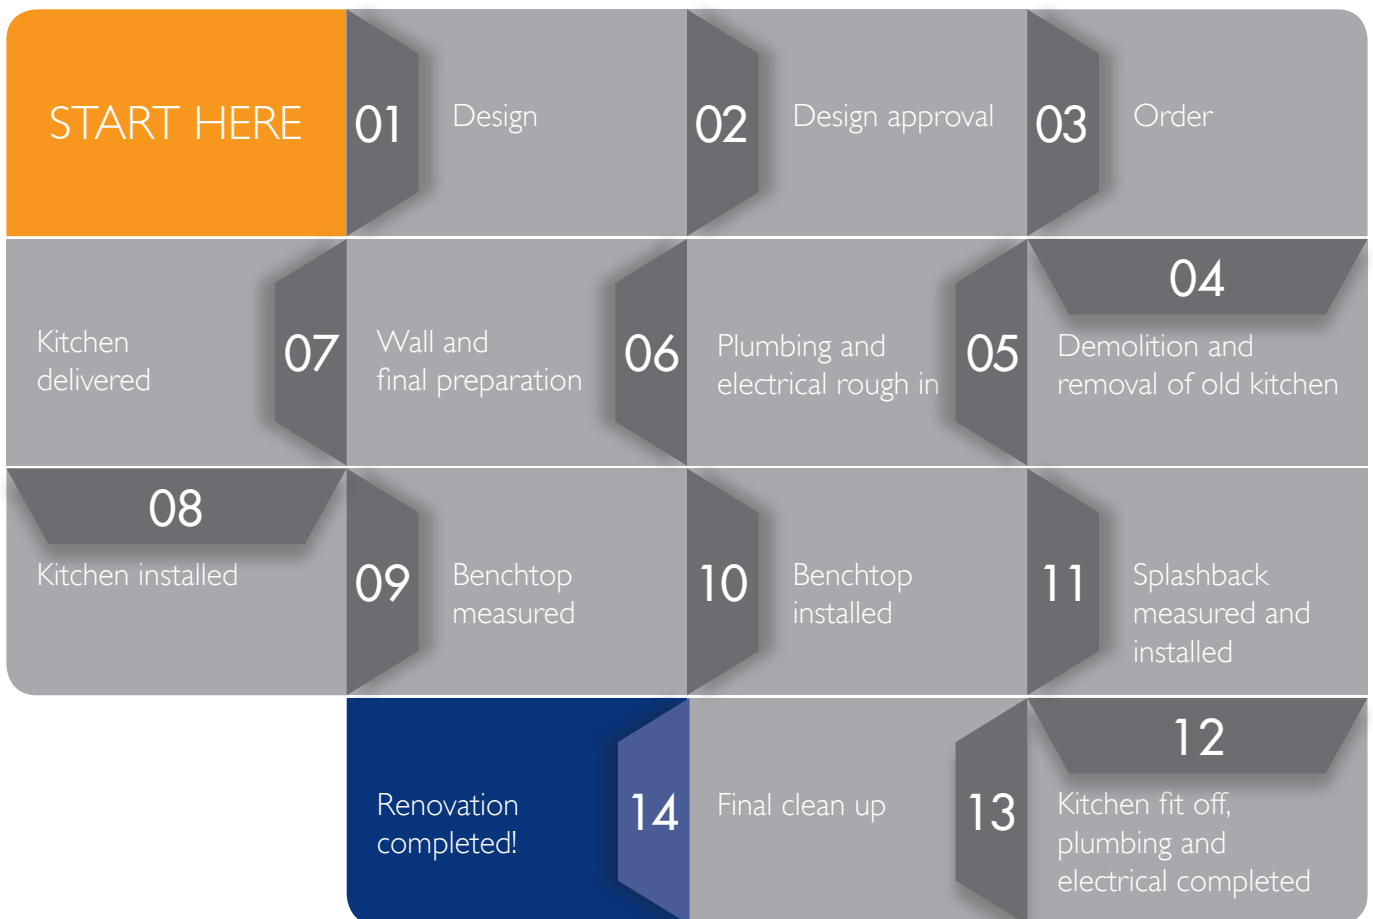 START HERE
01
Design
02
Design approval
03
Order
04
Demolition and
removal of old kitchen
05
Plumbing and
electrical rough in
06
Wall and
final preparation
07
Kitchen
delivered
08
Kitchen installed
09
Benchtop
measured
10
Benchtop
installed
11
Splashback
measured and
installed
12
Kitchen fit off,
plumbing and
electrical completed
13
Final clean up
14
Renovation
completed!